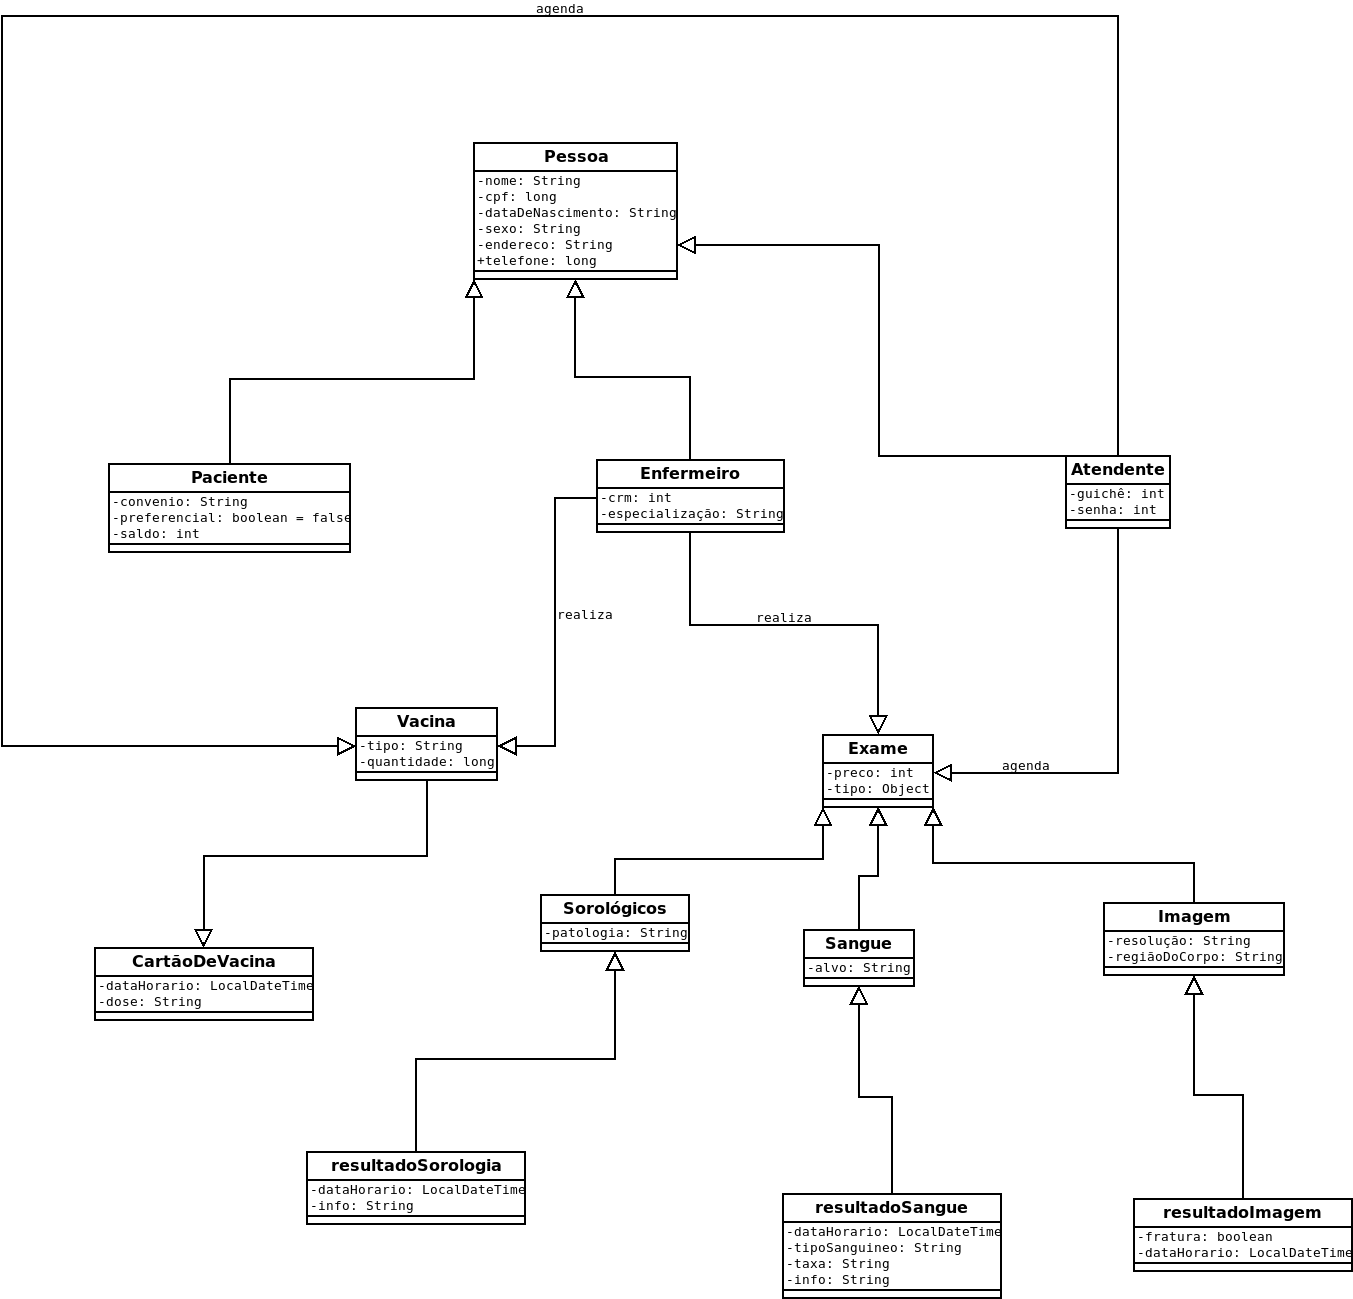 agenda
Pessoa
-nome: String
-cpf: long
-dataDeNascimento: String
-sexo: String
-endereco: String
+telefone: long
Paciente
-convenio: String
-preferencial: boolean = false
-saldo: int
Enfermeiro
-crm: int
-especialização: String
Atendente
-guichê: int
-senha: int
realiza
realiza
Vacina
-tipo: String
-quantidade: long
Exame
-preco: int
-tipo: Object
agenda
CartãoDeVacina
-dataHorario: LocalDateTime
-dose: String
Sorológicos
-patologia: String
Sangue
-alvo: String
Imagem
-resolução: String
-regiãoDoCorpo: String
resultadoSorologia
-dataHorario: LocalDateTime
-info: String
resultadoSangue
-dataHorario: LocalDateTime
-tipoSanguineo: String
-taxa: String
-info: String
resultadoImagem
-fratura: boolean
-dataHorario: LocalDateTime